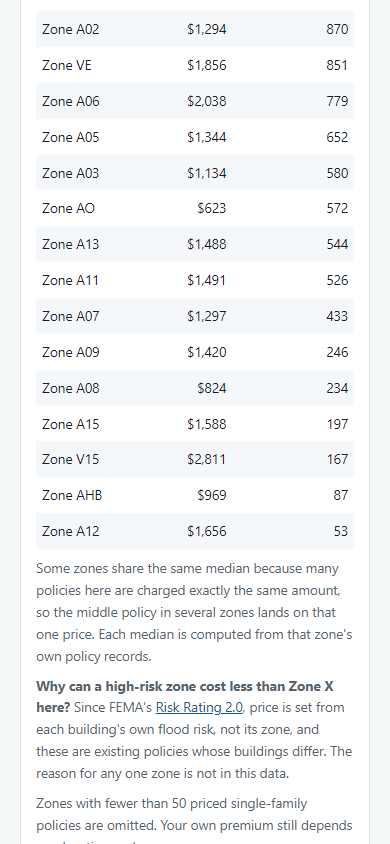 Zone A02 $1,294 870
Zone VE $1,856 851
Zone A06 $2,038 779
Zone A05 $1,344 652
Zone A03 $1,134 580
Zone AO $623 572
Zone A13 $1,488 544
Zone A11 $1,491 526
Zone A07 $1,297 433
Zone A09 $1,420 246
Zone A08 $824 234
Zone A15 $1,588 197
Zone V15 $2,811 167
Zone AHB $969 87
Zone A12 $1,656 53
Some zones share the same median because many
policies here are charged exactly the same amount,
so the middle policy in several zones lands on that
one price. Each median is computed from that zone's
own policy records.
Why can a high-risk zone cost less than Zone X
here? Since FEMA's Risk Rating 2.0, price is set from
each building's own flood risk, not its zone, and
these are existing policies whose buildings differ. The
reason for any one zone is not in this data.
Zones with fewer than 50 priced single-family
policies are omitted. Your own premium still depends